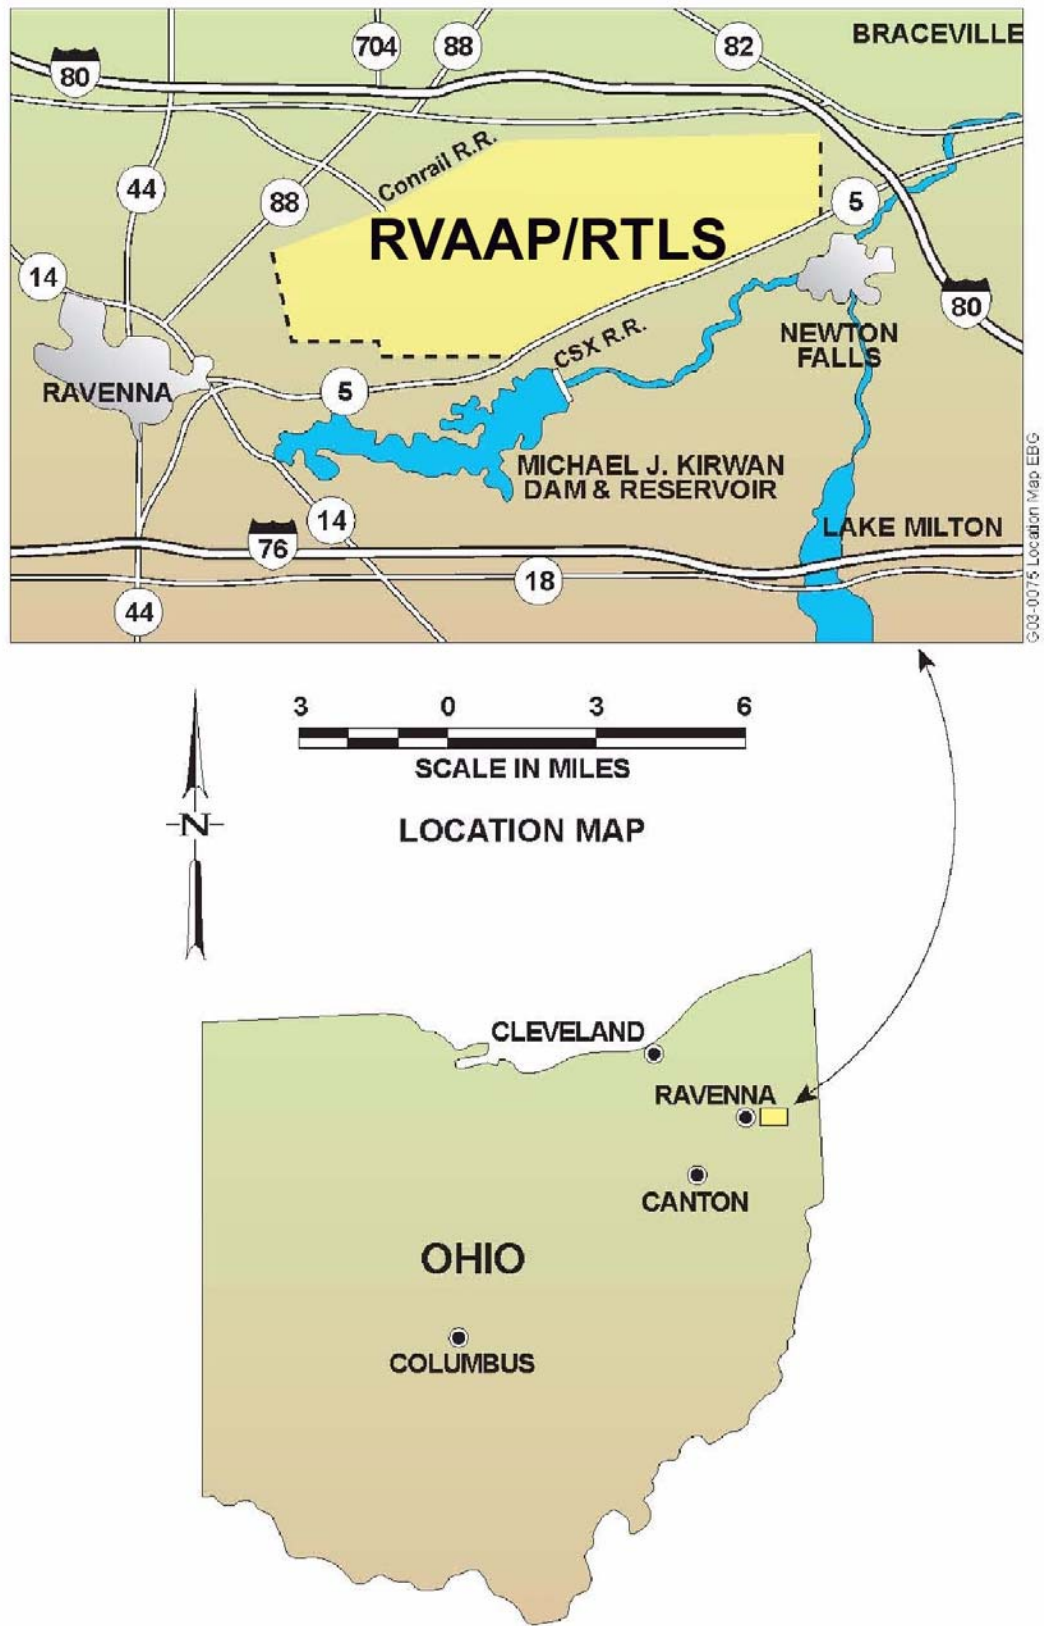 704
88
82
BRACEVILLE
80
Conrail R.R.
44
88
5
RVAAP/RTLS
14
80
NEWTON
FALLS
CSX R.R.
RAVENNA
5
MICHAEL J. KIRWAN
DAM & RESERVOIR
14
LAKE MILTON
76
18
44
G03-0075 Location Map EBG
3 0 3 6
SCALE IN MILES
N
LOCATION MAP
CLEVELAND
RAVENNA
CANTON
OHIO
COLUMBUS